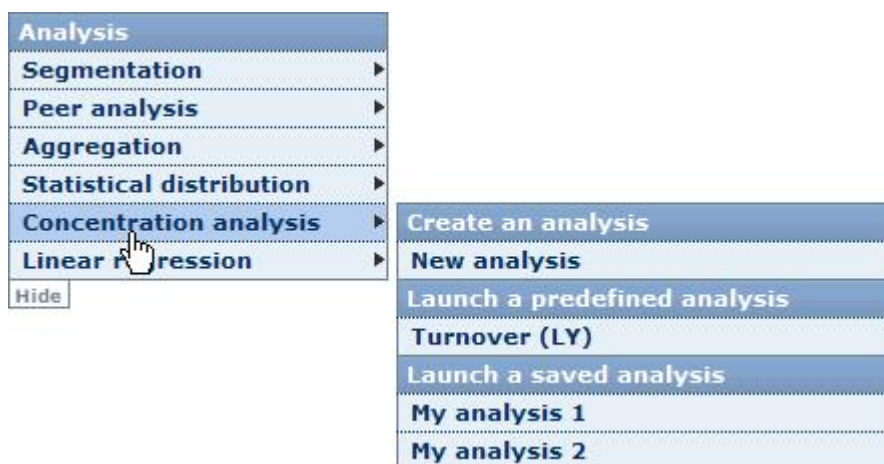 Analysis
Segmentation
Peer analysis
Aggregation
Statistical distribution
Concentration analysis
Linear regression
Hide
Create an analysis
New analysis
Launch a predefined analysis
Turnover (LY)
Launch a saved analysis
My analysis 1
My analysis 2